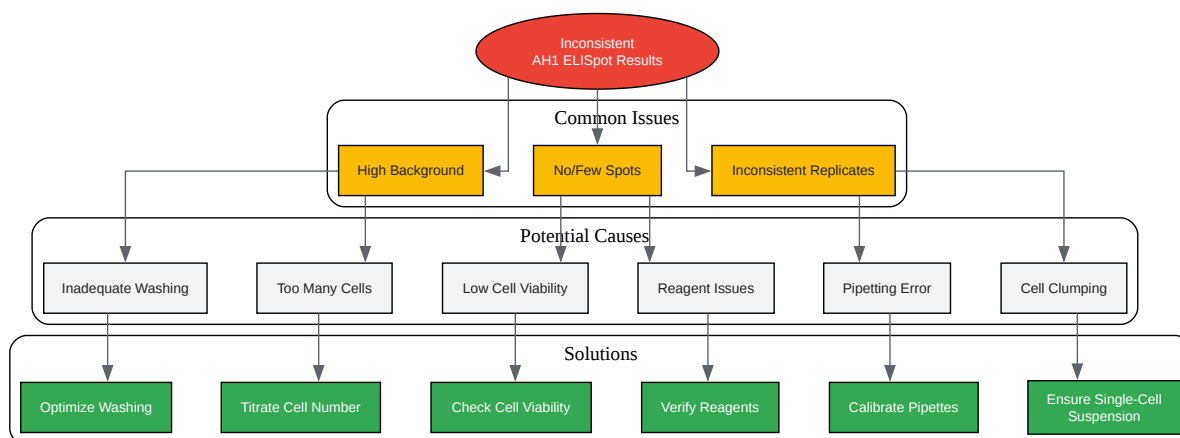 Inconsistent
AH1 ELISpot Results
Common Issues
High Background
No/Few Spots
Inconsistent Replicates
Potential Causes
Inadequate Washing
Too Many Cells
Low Cell Viability
Reagent Issues
Pipetting Error
Cell Clumping
Solutions
Optimize Washing
Titrate Cell Number
Check Cell Viability
Verify Reagents
Calibrate Pipettes
Ensure Single-Cell
Suspension